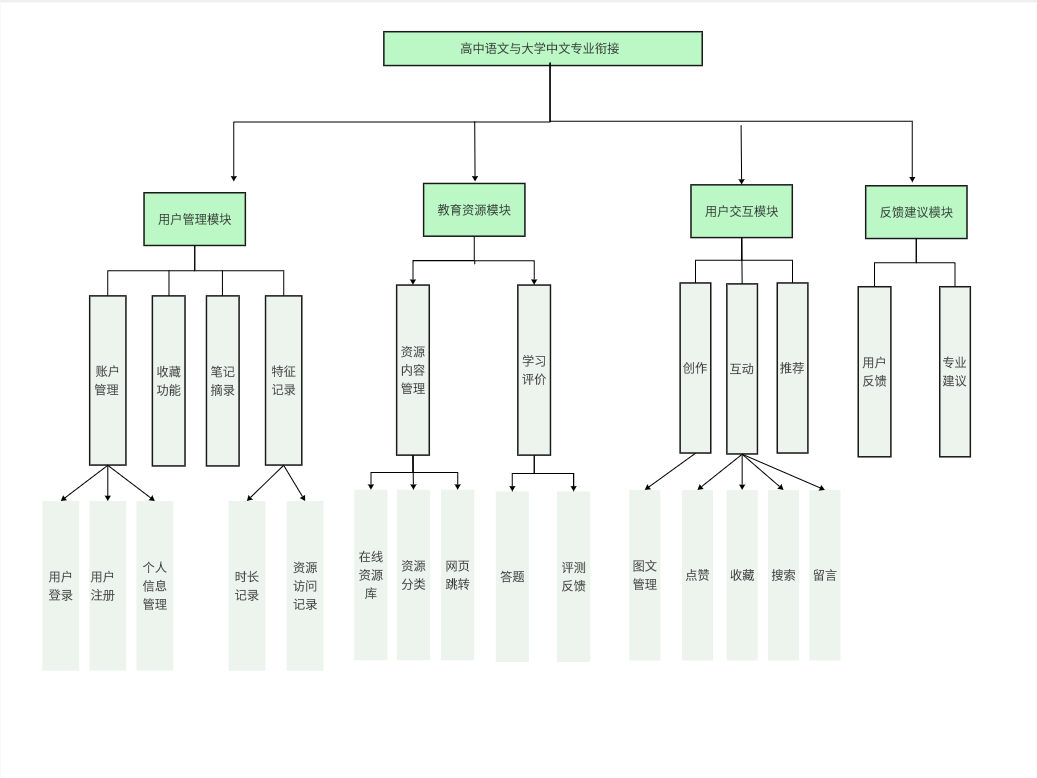 高中语文与大学中文专业衔接
用户管理模块
教育资源模块
用户交互模块
反馈建议模块
账户
管理
收藏
功能
笔记
摘录
特征
记录
资源
内容
管理
学习
评价
创作
互动
推荐
用户
反馈
专业
建议
用户
登录
用户
注册
个人
信息
管理
时长
记录
资源
访问
记录
在线
资源
库
资源
分类
网页
跳转
答题
评测
反馈
图文
管理
点赞
收藏
搜索
留言